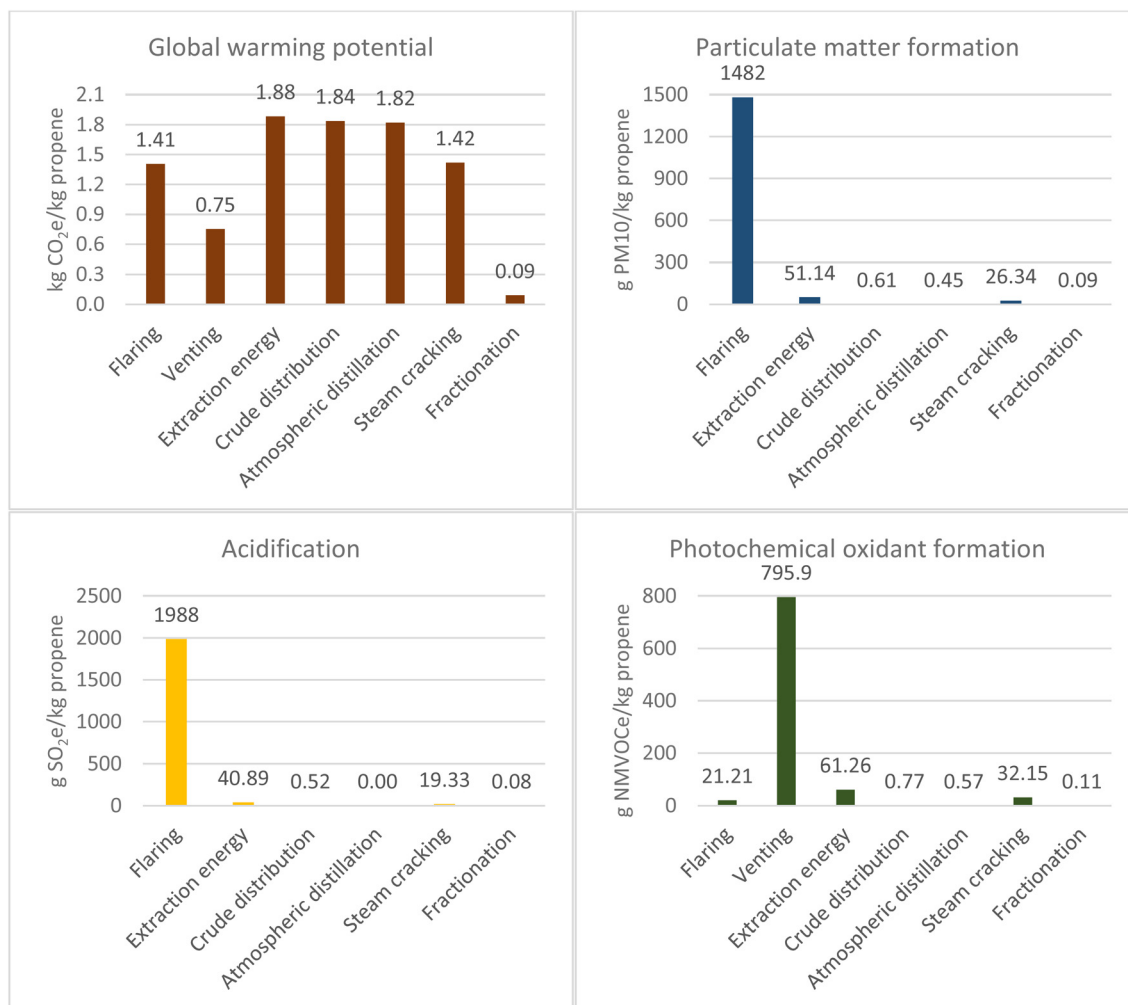 Global warming potential
kg CO₂e/kg propene
2.1
1.8
1.5
1.2
0.9
0.6
0.3
0.0
1.41
0.75
1.88
1.84
1.82
1.42
0.09
Flaring
Venting
Extraction energy
Crude distribution
Atmospheric distillation
Steam cracking
Fractionation
Particulate matter formation
g PM10/kg propene
1500
1200
900
600
300
0
1482
51.14
0.61
0.45
26.34
0.09
Flaring
Extraction energy
Crude distribution
Atmospheric distillation
Steam cracking
Fractionation
Acidification
g SO₂e/kg propene
2500
2000
1500
1000
500
0
1988
40.89
0.52
0.00
19.33
0.08
Flaring
Extraction energy
Crude distribution
Atmospheric distillation
Steam cracking
Fractionation
Photochemical oxidant formation
g NMVOCe/kg propene
800
600
400
200
0
21.21
795.9
61.26
0.77
0.57
32.15
0.11
Flaring
Venting
Extraction energy
Crude distribution
Atmospheric distillation
Steam cracking
Fractionation